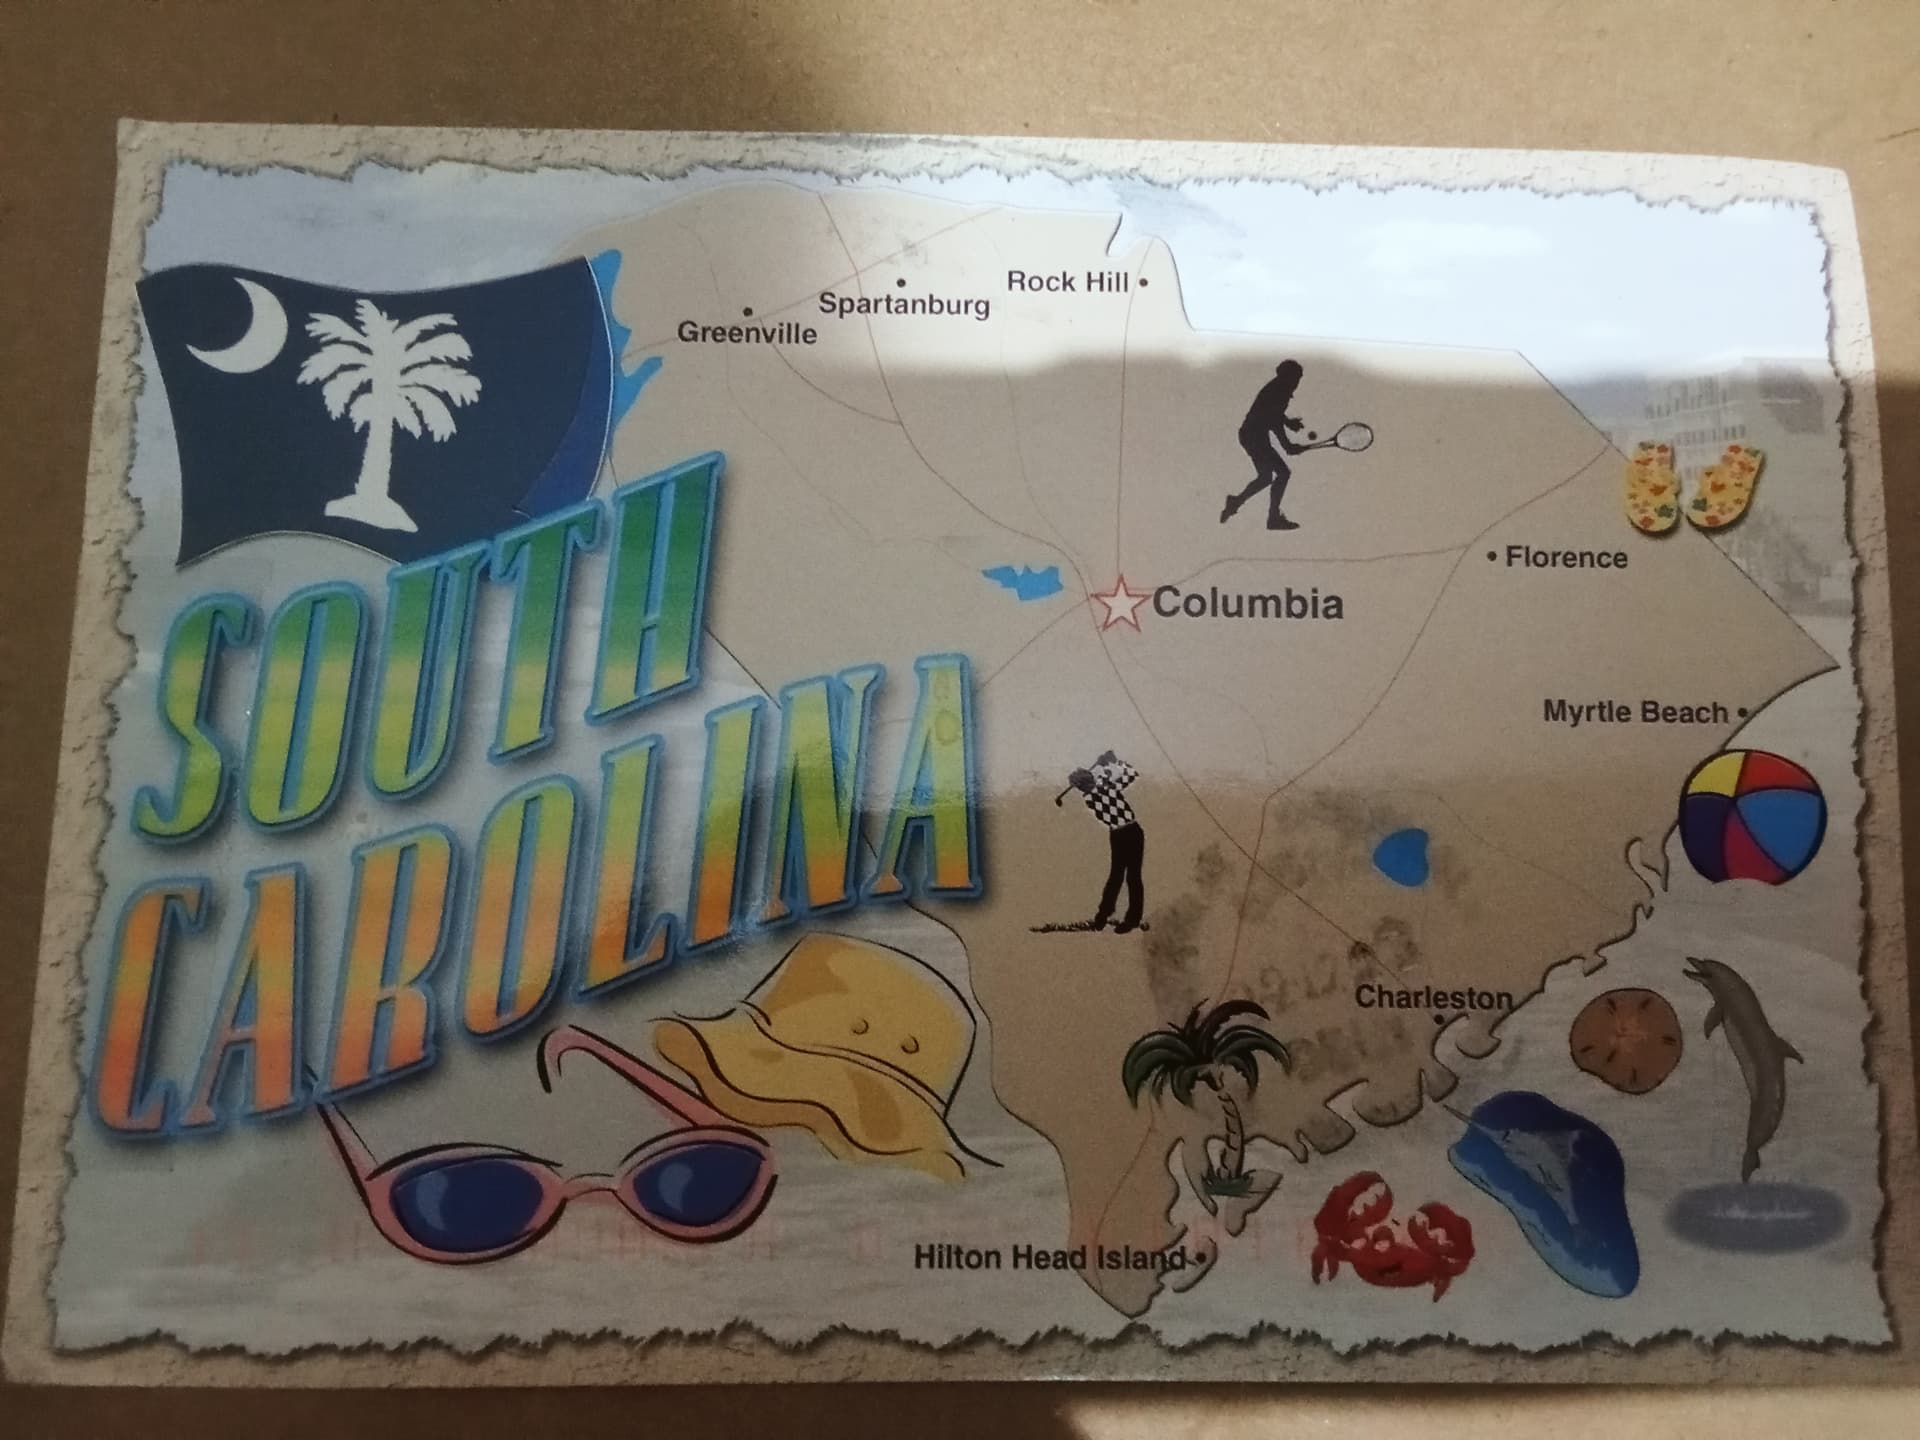 Rock Hill
Spartanburg
Greenville
SOUTH
CAROLINA
Florence
Columbia
Myrtle Beach
Charleston
Hilton Head Island